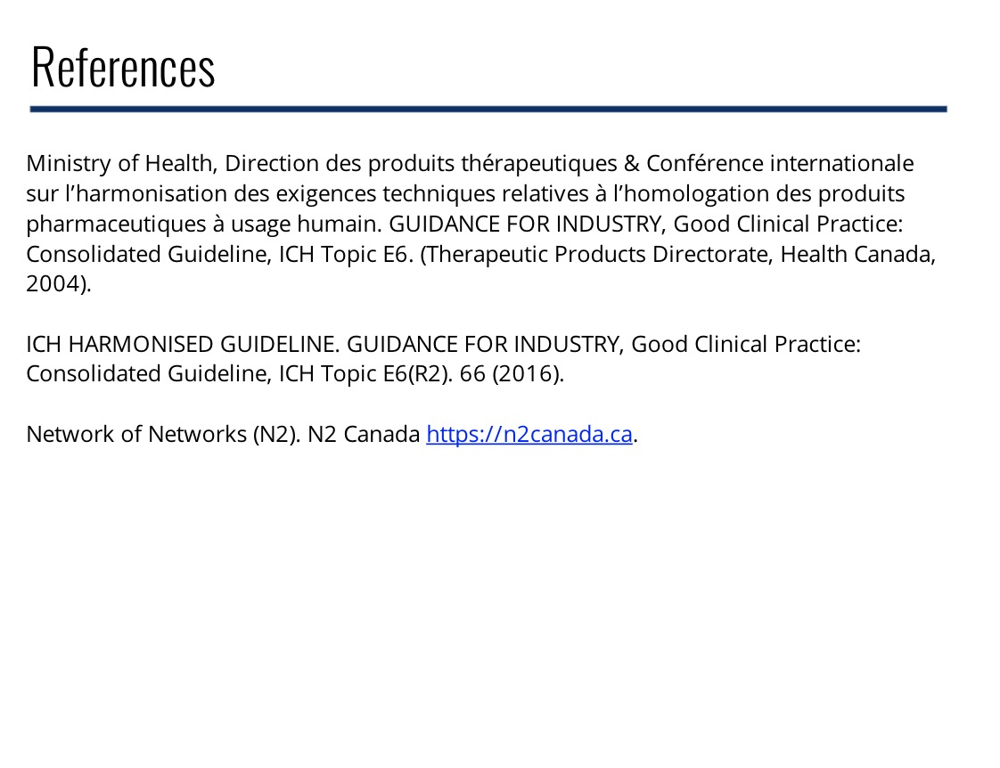 References
Ministry of Health, Direction des produits thérapeutiques & Conférence internationale
sur l’harmonisation des exigences techniques relatives à l’homologation des produits
pharmaceutiques à usage humain. GUIDANCE FOR INDUSTRY, Good Clinical Practice:
Consolidated Guideline, ICH Topic E6. (Therapeutic Products Directorate, Health Canada,
2004).
ICH HARMONISED GUIDELINE. GUIDANCE FOR INDUSTRY, Good Clinical Practice:
Consolidated Guideline, ICH Topic E6(R2). 66 (2016).
Network of Networks (N2). N2 Canada https://n2canada.ca.